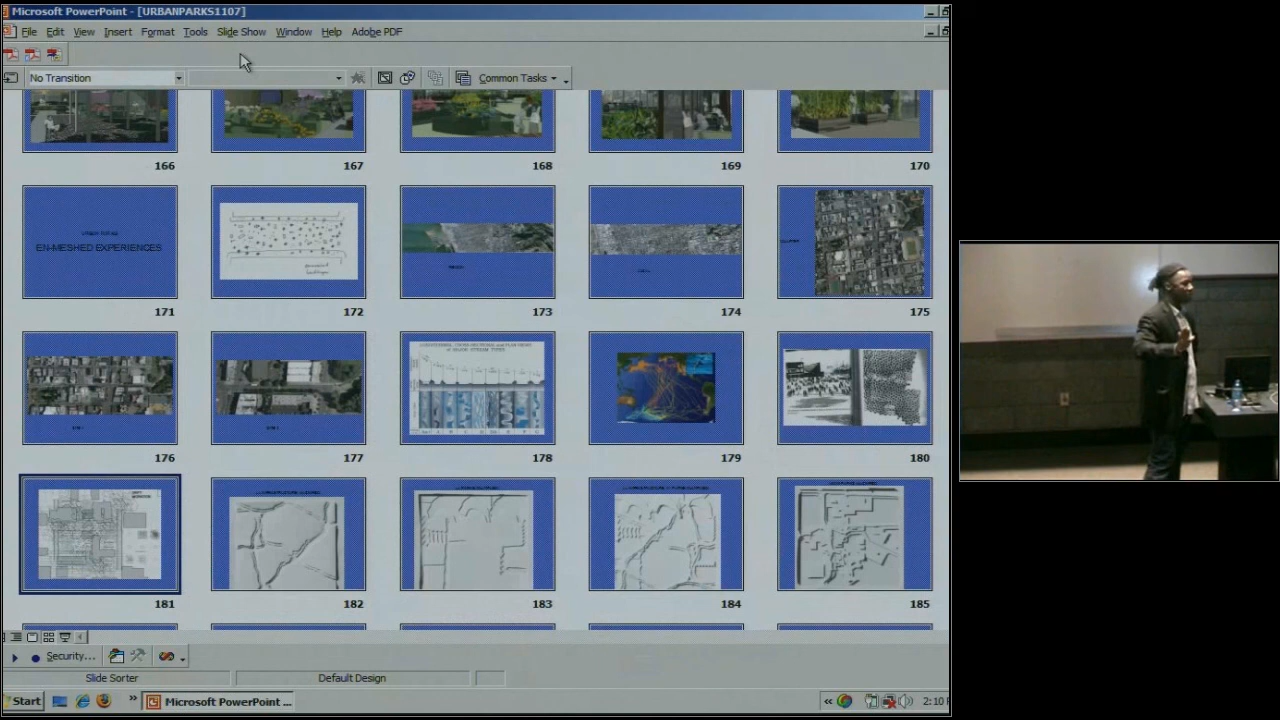 Microsoft PowerPoint - [URBANPARKS1107]
File Edit View Insert Format Tools Slide Show Window Help Adobe PDF
No Transition
Common Tasks
166 167 168 169 170
EN-MESHED EXPERIENCES
171 172 173 174 175
176 177 178 179 180
181 182 183 184 185
Security...
Slide Sorter Default Design
Start » Microsoft PowerPoint ... « 2:10